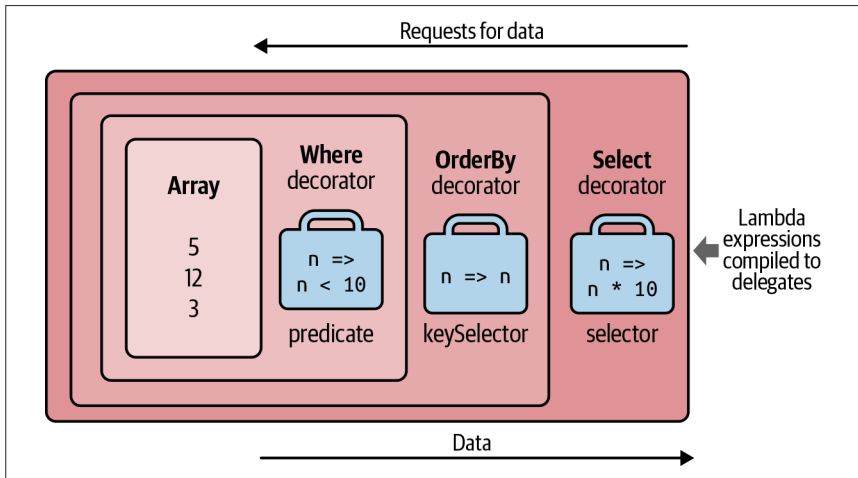 Requests for data
Array
5
12
3
Where
decorator
n =>
n < 10
predicate
OrderBy
decorator
n => n
keySelector
Select
decorator
n =>
n * 10
selector
Lambda
expressions
compiled to
delegates
Data